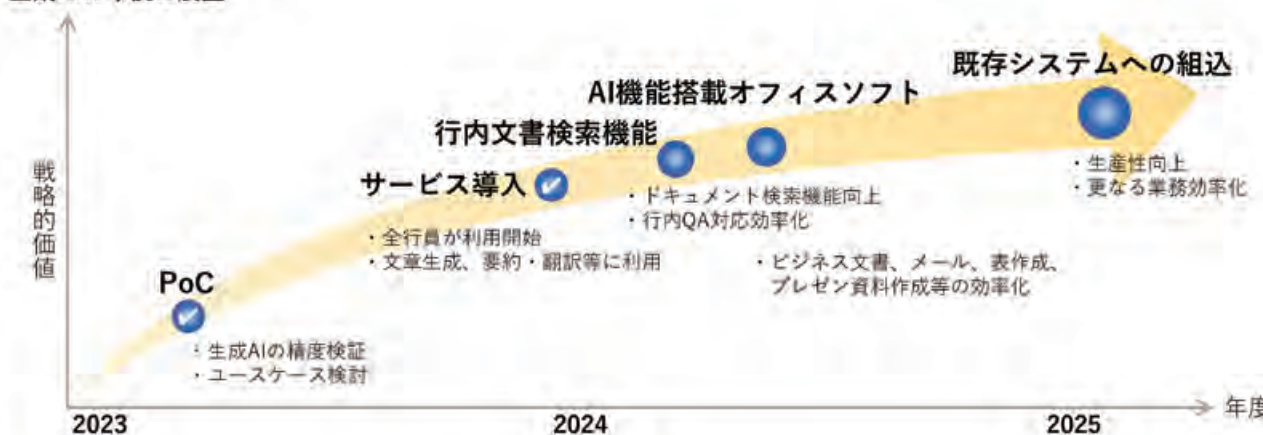 既存システムへの組込
AI機能搭載オフィスソフト
行内文書検索機能
サービス導入
・生産性向上
・更なる業務効率化
・ドキュメント検索機能向上
・行内QA対応効率化
・全行員が利用開始
・文章生成、要約・翻訳等に利用
・ビジネス文書、メール、表作成、
プレゼン資料作成等の効率化
PoC
・生成AIの精度検証
・ユースケース検討
戦略的価値
2023
2024
2025
年度